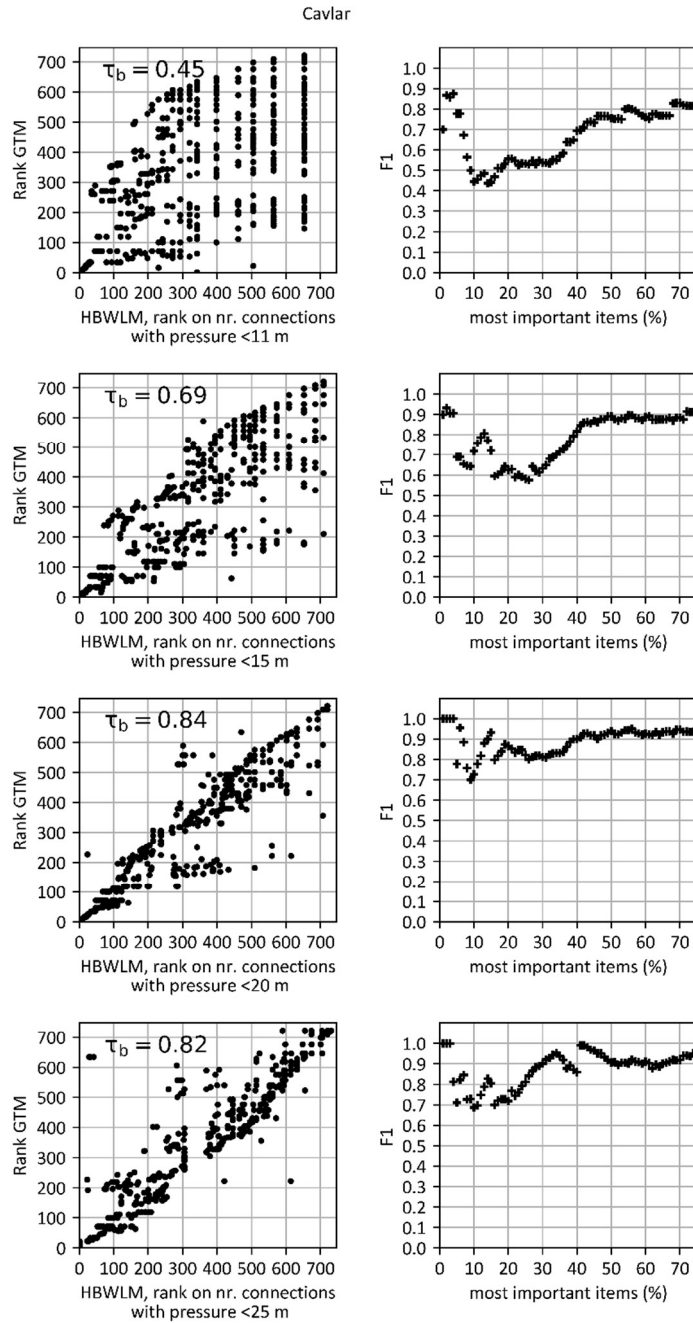 Cavlar
τb = 0.45
700
600
500
400
300
200
100
0
Rank GTM
0 100 200 300 400 500 600 700
HBWLM, rank on nr. connections
with pressure <11 m
1.0
0.9
0.8
0.7
0.6
0.5
0.4
0.3
0.2
0.1
0.0
F1
0 10 20 30 40 50 60 70
most important items (%)
τb = 0.69
700
600
500
400
300
200
100
0
Rank GTM
0 100 200 300 400 500 600 700
HBWLM, rank on nr. connections
with pressure <15 m
1.0
0.9
0.8
0.7
0.6
0.5
0.4
0.3
0.2
0.1
0.0
F1
0 10 20 30 40 50 60 70
most important items (%)
τb = 0.84
700
600
500
400
300
200
100
0
Rank GTM
0 100 200 300 400 500 600 700
HBWLM, rank on nr. connections
with pressure <20 m
1.0
0.9
0.8
0.7
0.6
0.5
0.4
0.3
0.2
0.1
0.0
F1
0 10 20 30 40 50 60 70
most important items (%)
τb = 0.82
700
600
500
400
300
200
100
0
Rank GTM
0 100 200 300 400 500 600 700
HBWLM, rank on nr. connections
with pressure <25 m
1.0
0.9
0.8
0.7
0.6
0.5
0.4
0.3
0.2
0.1
0.0
F1
0 10 20 30 40 50 60 70
most important items (%)